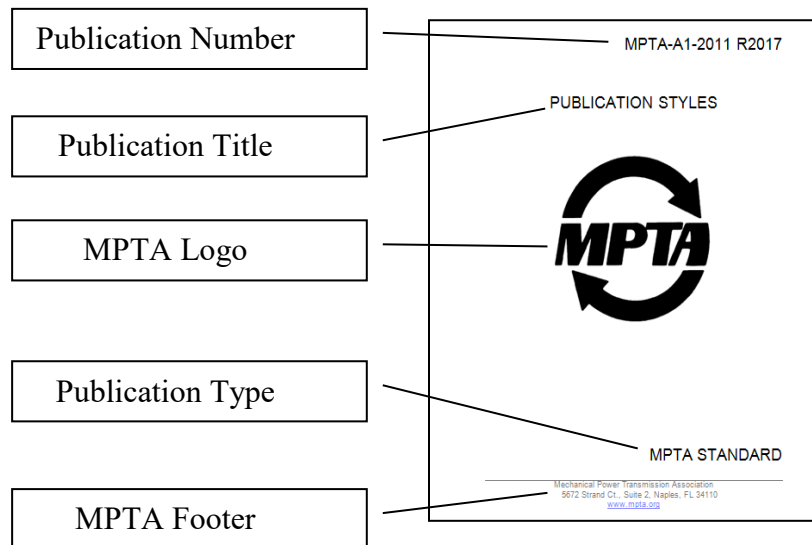 Publication Number
MPTA-A1-2011 R2017
Publication Title
PUBLICATION STYLES
MPTA Logo
MPTA
Publication Type
MPTA STANDARD
MPTA Footer
Mechanical Power Transmission Association
5672 Strand Ct., Suite 2, Naples, FL 34110
www.mpta.org